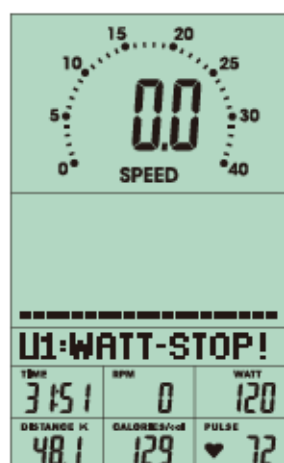 15 20
10 25
5 0.0 30
0 SPEED 40
U1:WATT-STOP!
TIME RPM WATT
31:51 0 120
DISTANCE K CALORIES/cal PULSE
48.1 129 72